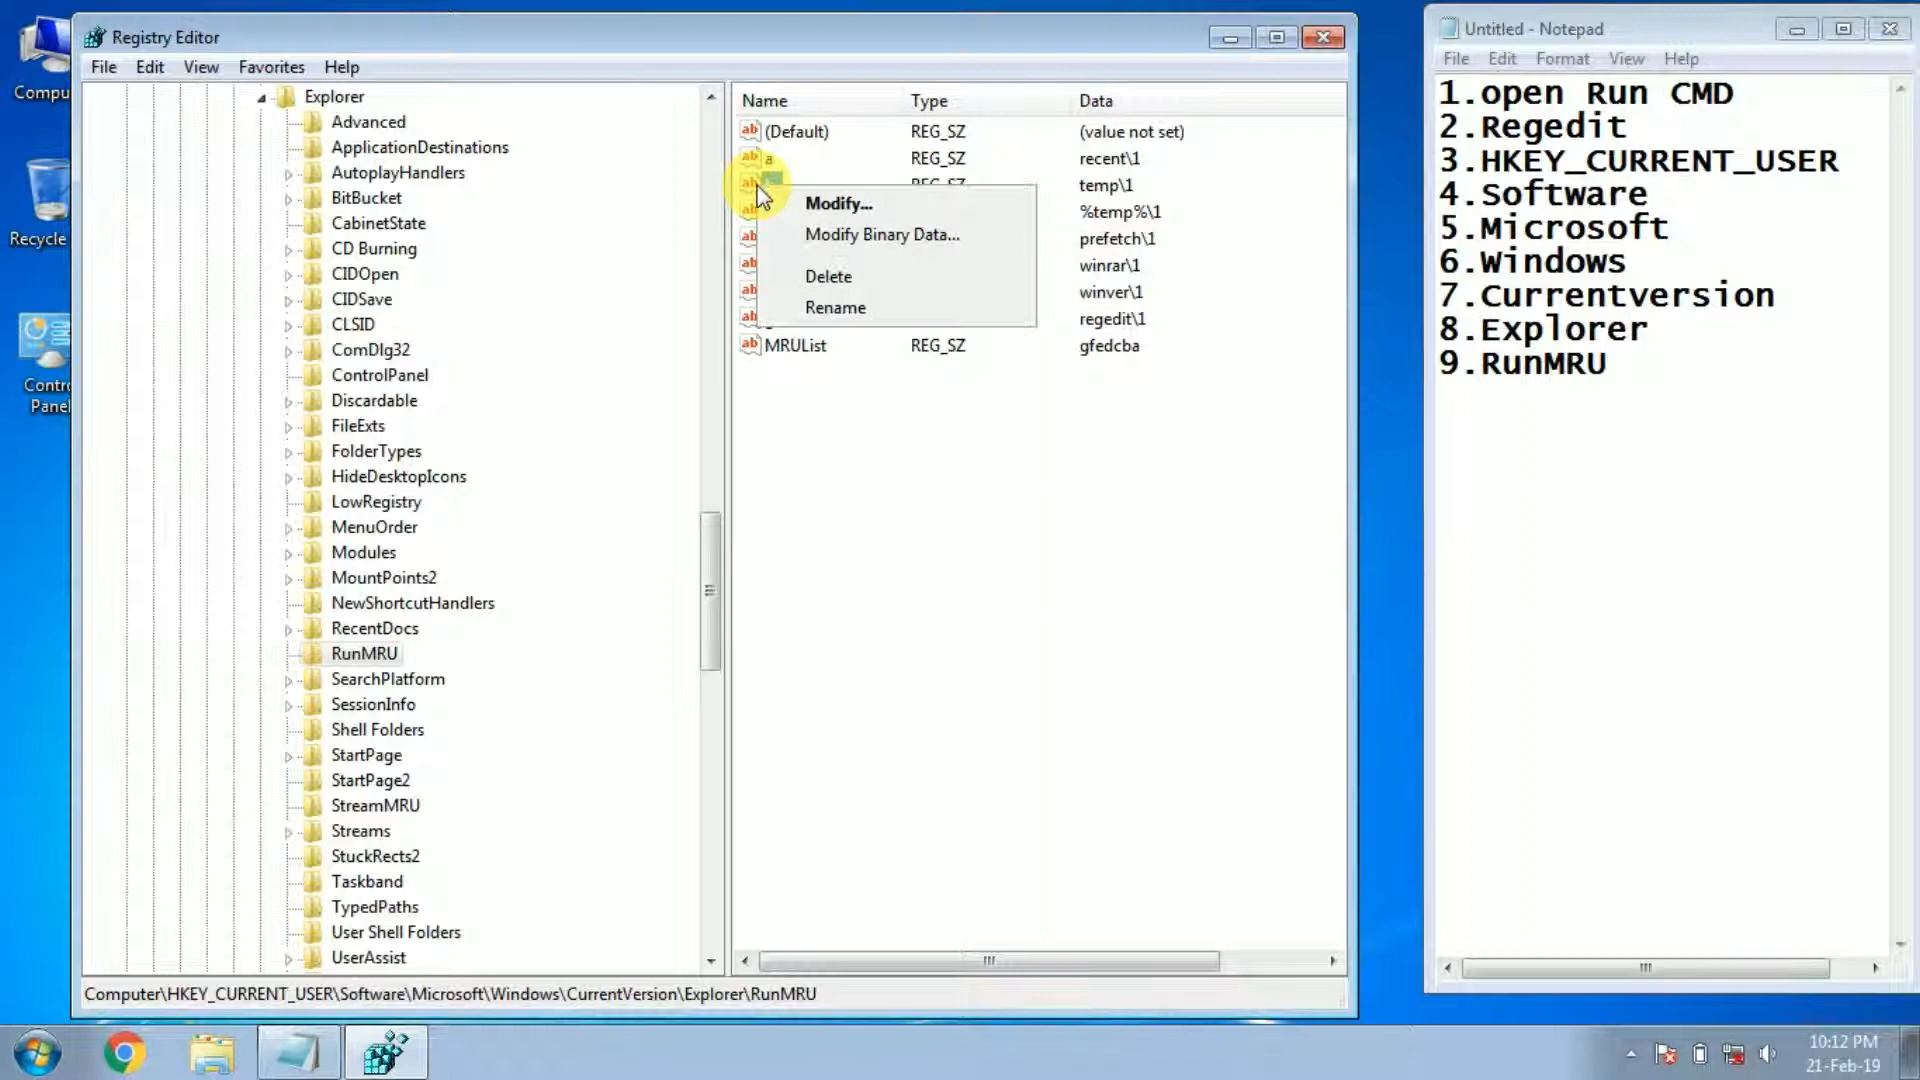 Registry Editor
File Edit View Favorites Help
Explorer
Advanced
ApplicationDestinations
AutoplayHandlers
BitBucket
CabinetState
CD Burning
CIDOpen
CIDSave
CLSID
ComDlg32
ControlPanel
Discardable
FileExts
FolderTypes
HideDesktopIcons
LowRegistry
MenuOrder
Modules
MountPoints2
NewShortcutHandlers
RecentDocs
RunMRU
SearchPlatform
SessionInfo
Shell Folders
StartPage
StartPage2
StreamMRU
Streams
StuckRects2
Taskband
TypedPaths
User Shell Folders
UserAssist
Name Type Data
(Default) REG_SZ (value not set)
a REG_SZ recent\1
REG_SZ temp\1
%temp%\1
prefetch\1
winrar\1
winver\1
regedit\1
MRUList REG_SZ gfedcba
Modify...
Modify Binary Data...
Delete
Rename
Computer\HKEY_CURRENT_USER\Software\Microsoft\Windows\CurrentVersion\Explorer\RunMRU
Untitled - Notepad
File Edit Format View Help
1.open Run CMD
2.Regedit
3.HKEY_CURRENT_USER
4.Software
5.Microsoft
6.Windows
7.Currentversion
8.Explorer
9.RunMRU
Compu
Recycle
Contro
Panel
10:12 PM
21-Feb-19